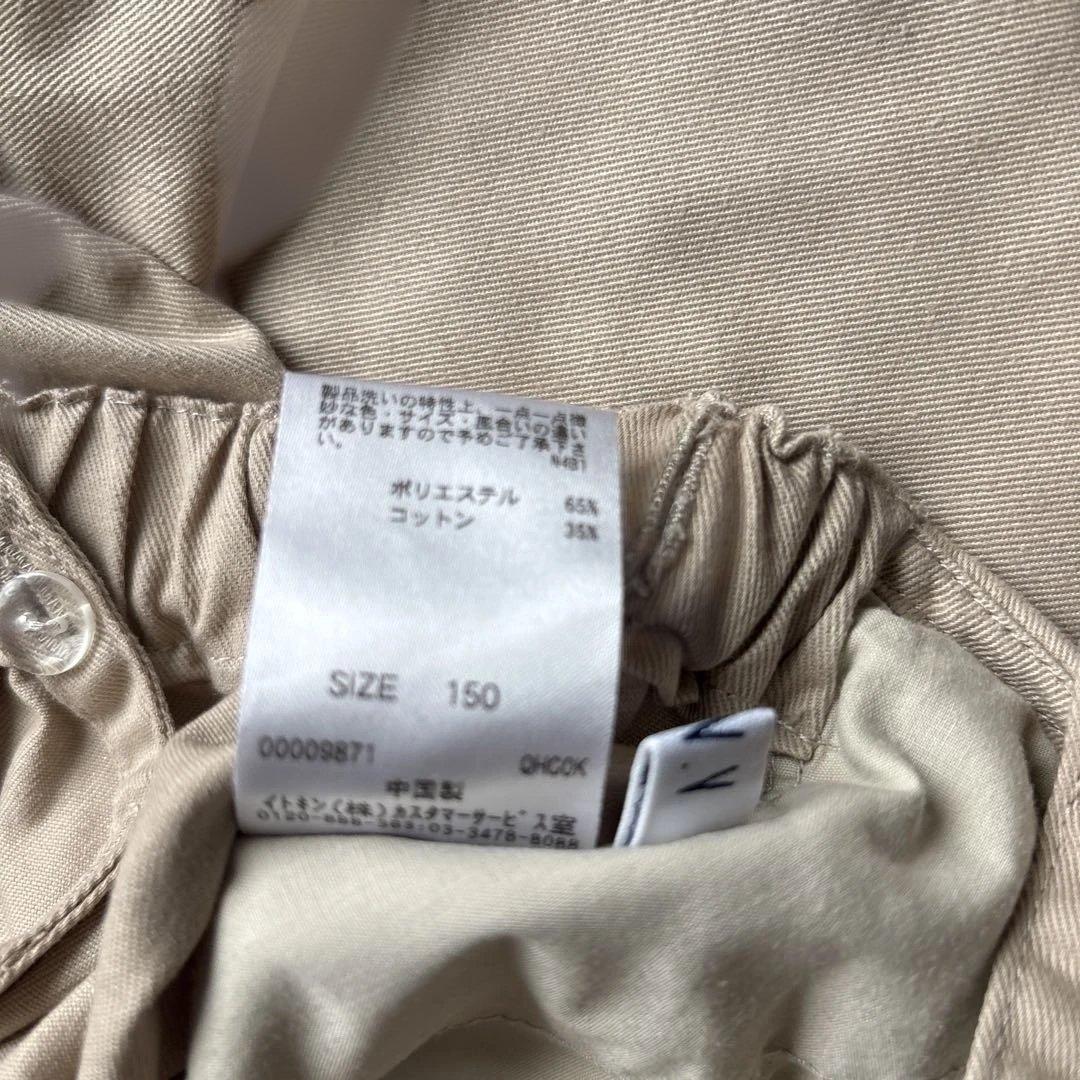 製品洗いの特性上、一点一点微
妙な色・サイズ・風合いの違い
がありますので予めご了承下さ
い。
N4B1
ポリエステル 65%
コットン 35%
SIZE 150
00009871 QHC0K
中国製
イトキン(株)カスタマーサービス室
03-3478-8088